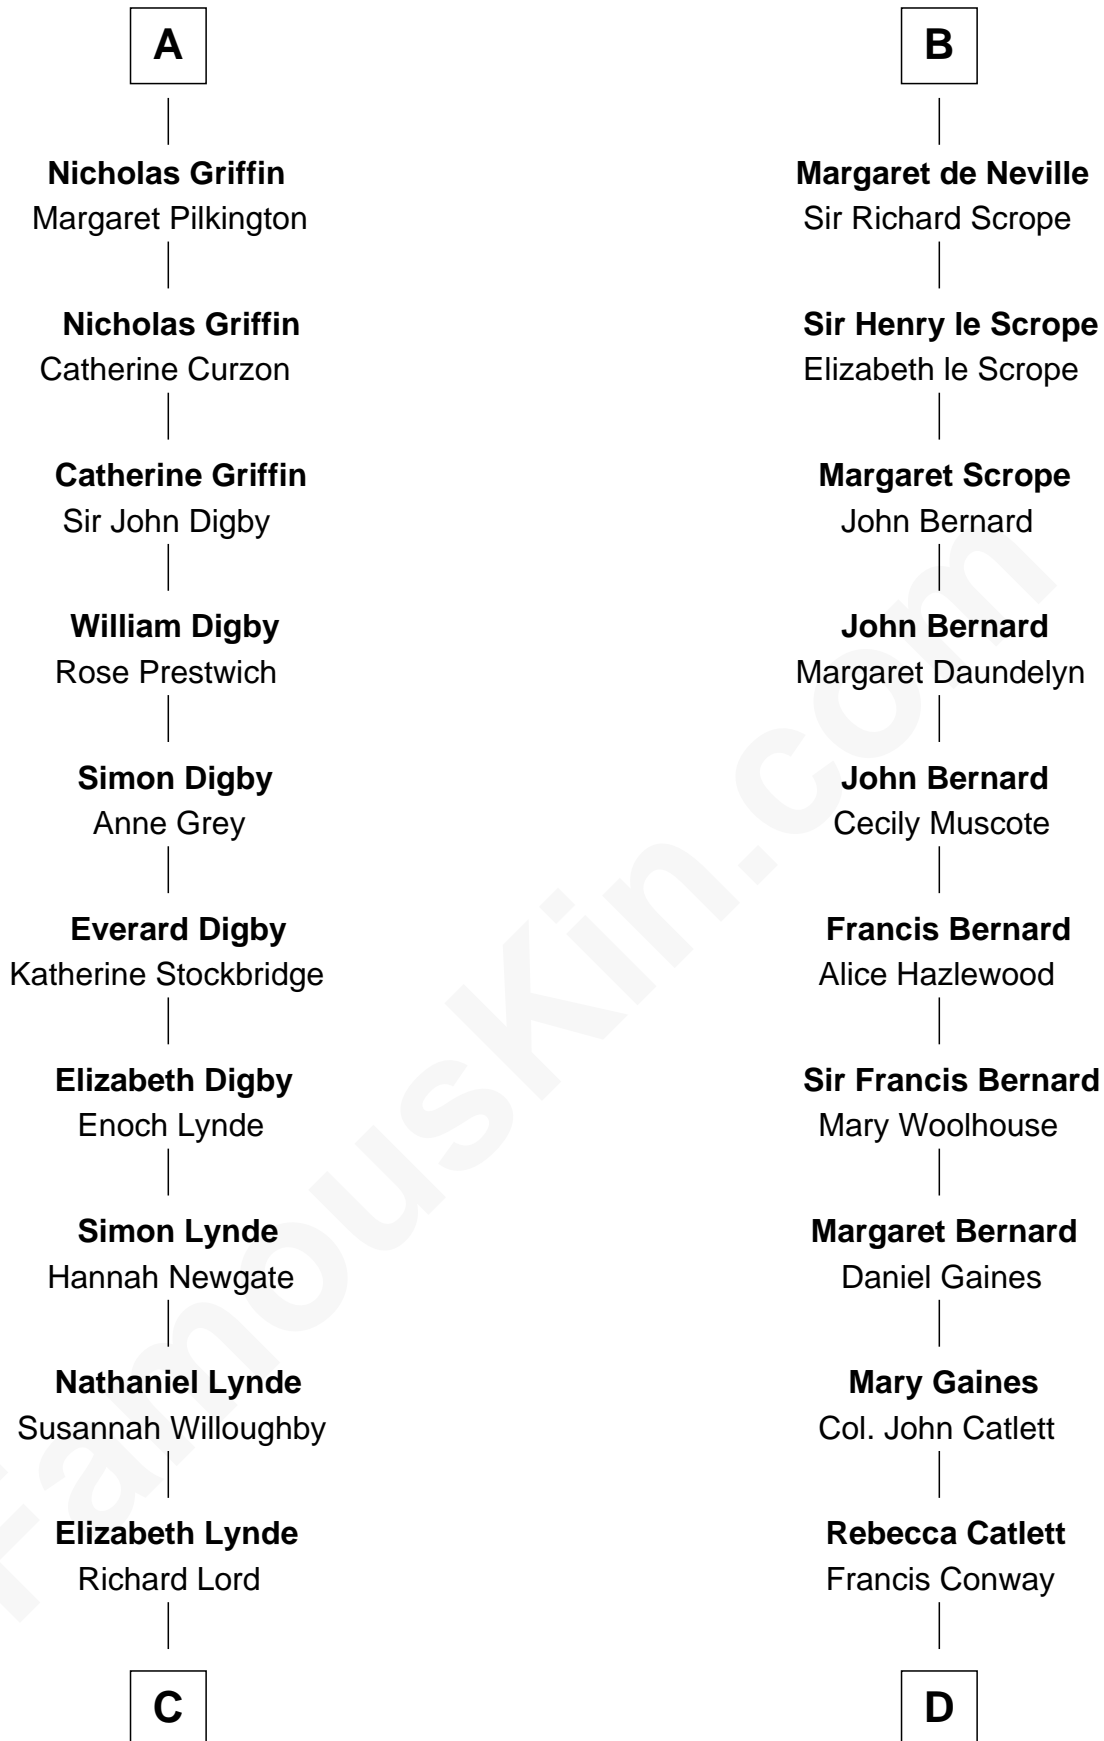 A
Nicholas Griffin
Margaret Pilkington
Nicholas Griffin
Catherine Curzon
Catherine Griffin
Sir John Digby
William Digby
Rose Prestwich
Simon Digby
Anne Grey
Everard Digby
Katherine Stockbridge
Elizabeth Digby
Enoch Lynde
Simon Lynde
Hannah Newgate
Nathaniel Lynde
Susannah Willoughby
Elizabeth Lynde
Richard Lord
C
B
Margaret de Neville
Sir Richard Scrope
Sir Henry le Scrope
Elizabeth le Scrope
Margaret Scrope
John Bernard
John Bernard
Margaret Daundelyn
John Bernard
Cecily Muscote
Francis Bernard
Alice Hazlewood
Sir Francis Bernard
Mary Woolhouse
Margaret Bernard
Daniel Gaines
Mary Gaines
Col. John Catlett
Rebecca Catlett
Francis Conway
D
FamousKin.com